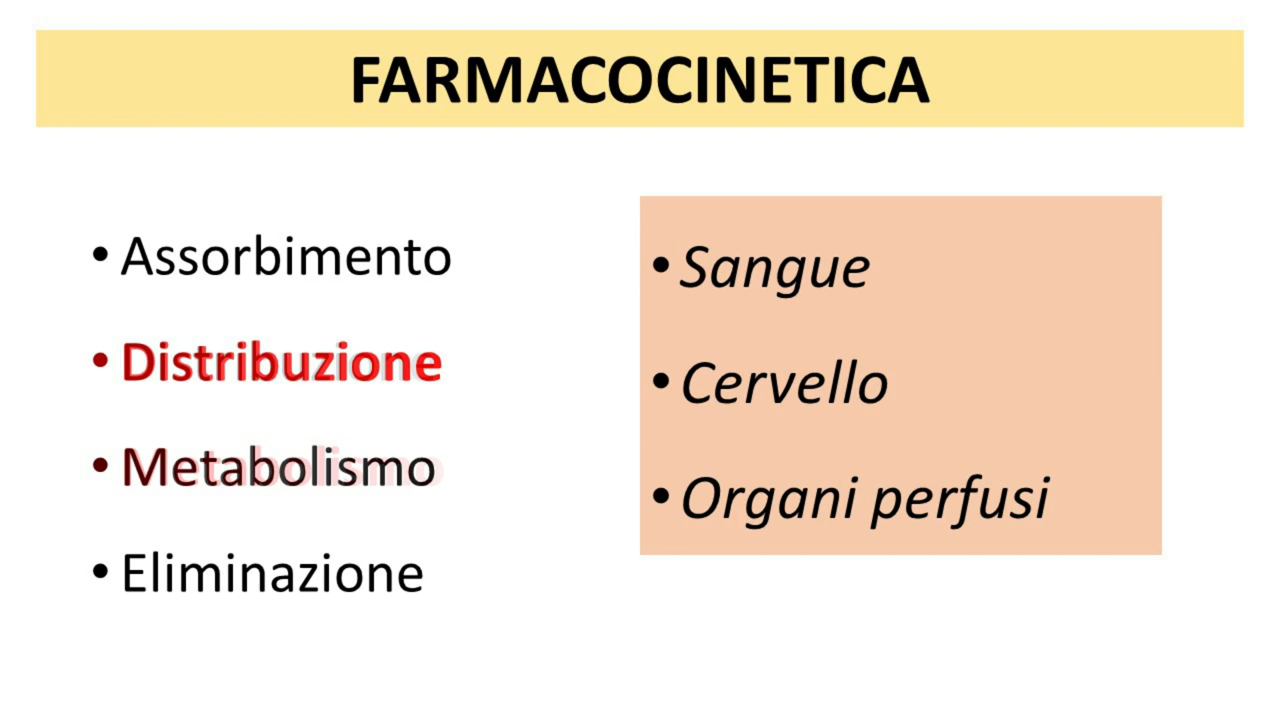 FARMACOCINETICA
• Assorbimento
• Distribuzione
• Metabolismo
• Eliminazione
• Sangue
• Cervello
• Organi perfusi